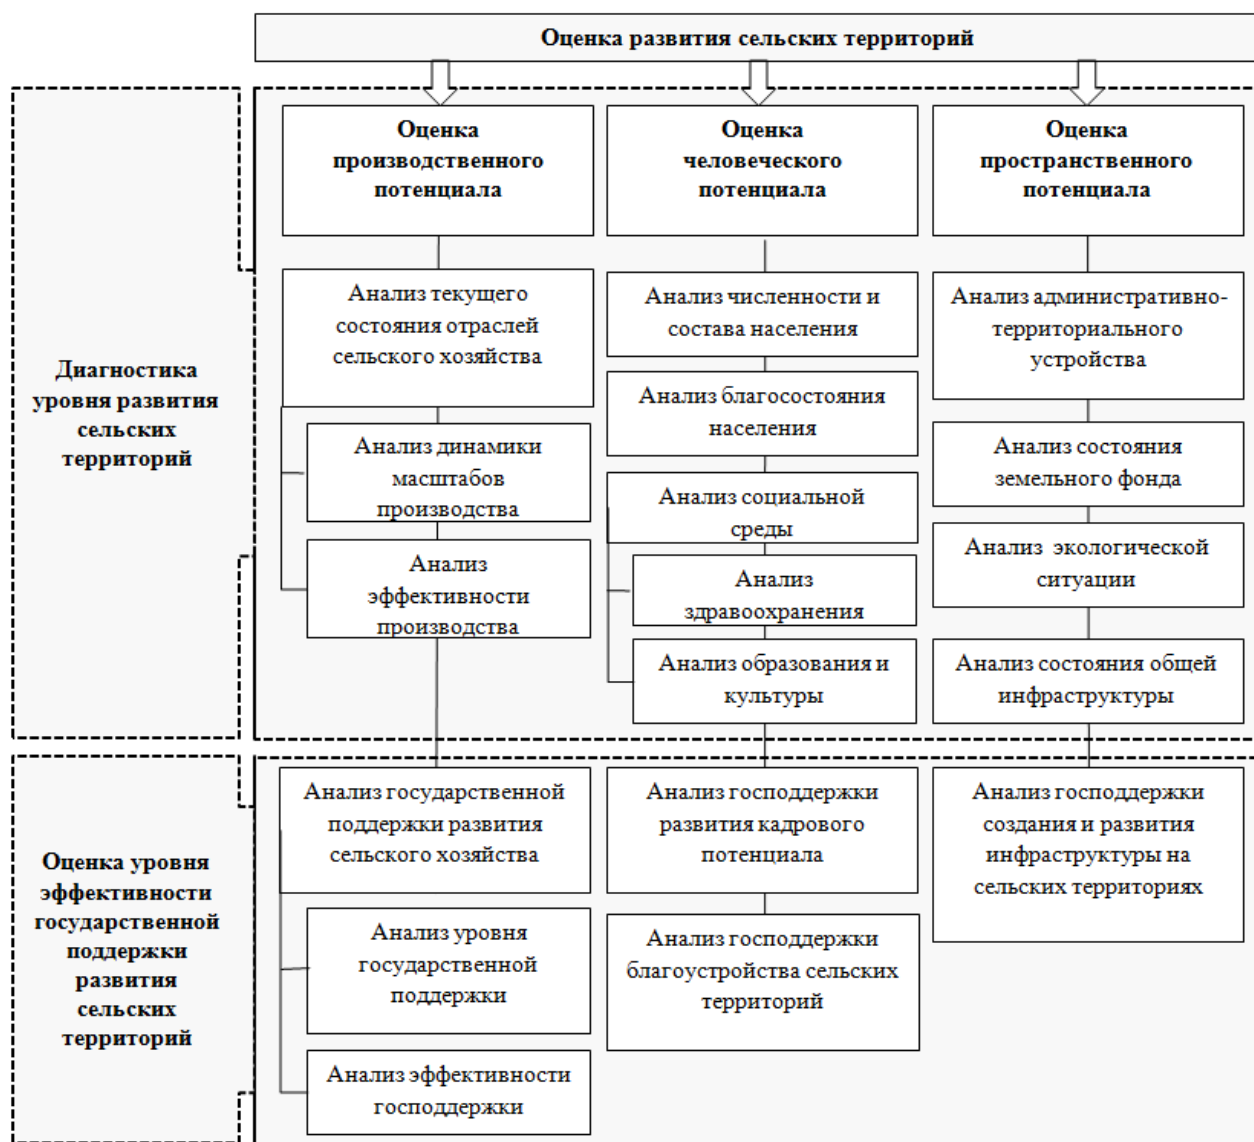 Оценка развития сельских территорий
Оценка
производственного
потенциала
Оценка
человеческого
потенциала
Оценка
пространственного
потенциала
Диагностика
уровня развития
сельских
территорий
Анализ текущего
состояния отраслей
сельского хозяйства
Анализ динамики
масштабов
производства
Анализ
эффективности
производства
Анализ численности и
состава населения
Анализ благосостояния
населения
Анализ социальной
среды
Анализ
здравоохранения
Анализ образования и
культуры
Анализ административно-
территориального
устройства
Анализ состояния
земельного фонда
Анализ экологической
ситуации
Анализ состояния общей
инфраструктуры
Оценка уровня
эффективности
государственной
поддержки
развития
сельских
территорий
Анализ государственной
поддержки развития
сельского хозяйства
Анализ уровня
государственной
поддержки
Анализ эффективности
господдержки
Анализ господдержки
развития кадрового
потенциала
Анализ господдержки
благоустройства сельских
территорий
Анализ господдержки
создания и развития
инфраструктуры на
сельских территориях